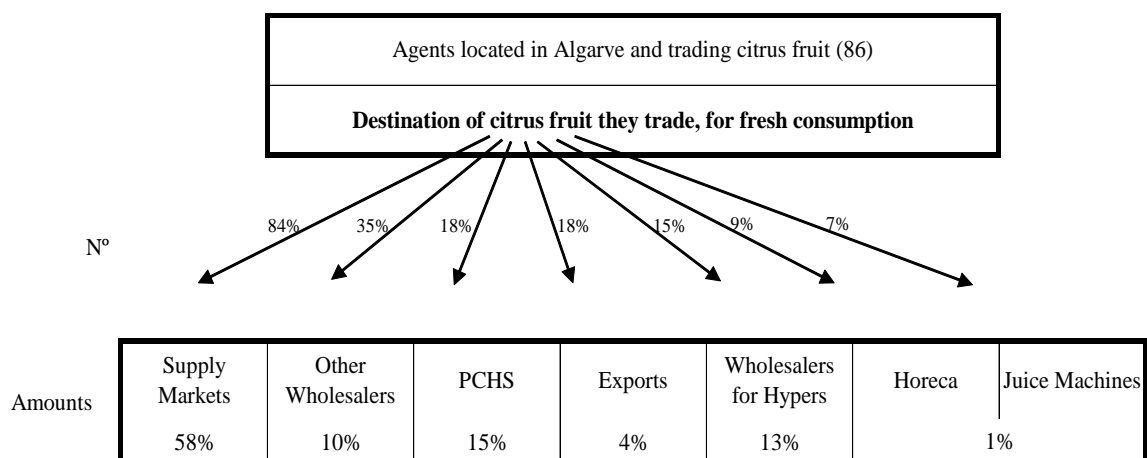 Agents located in Algarve and trading citrus fruit (86)
Destination of citrus fruit they trade, for fresh consumption
84% 35% 18% 18% 15% 9% 7%
Nº
Supply Markets Other Wholesalers PCHS Exports Wholesalers for Hypers Horeca Juice Machines
Amounts
58% 10% 15% 4% 13% 1%